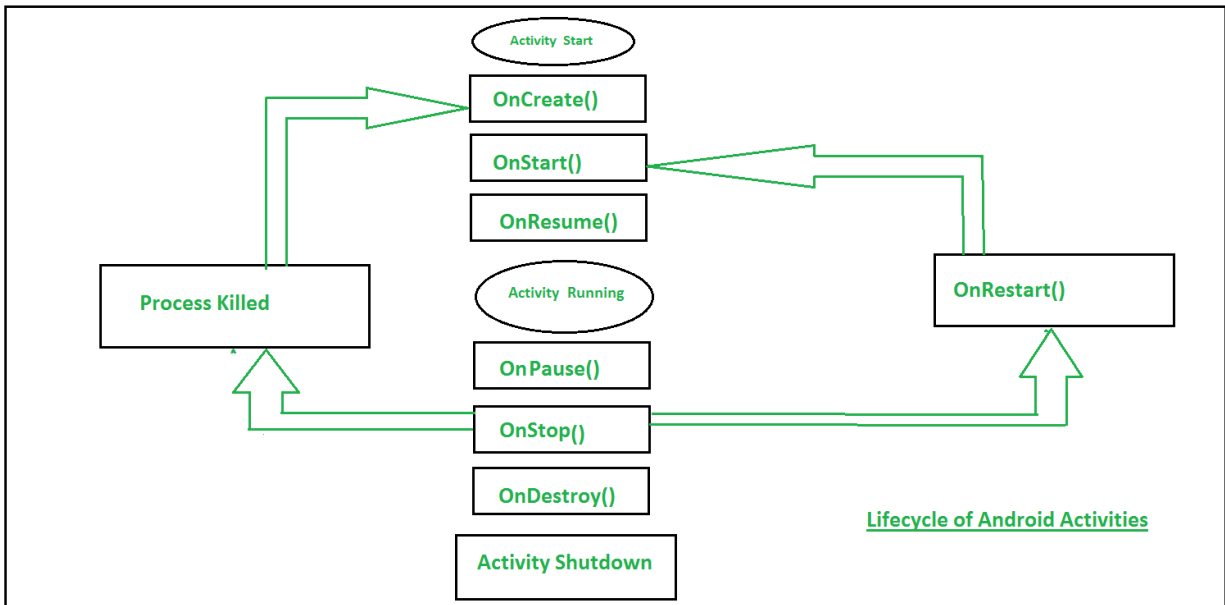 Activity Start
OnCreate()
OnStart()
OnResume()
Process Killed
Activity Running
OnRestart()
OnPause()
OnStop()
OnDestroy()
Lifecycle of Android Activities
Activity Shutdown